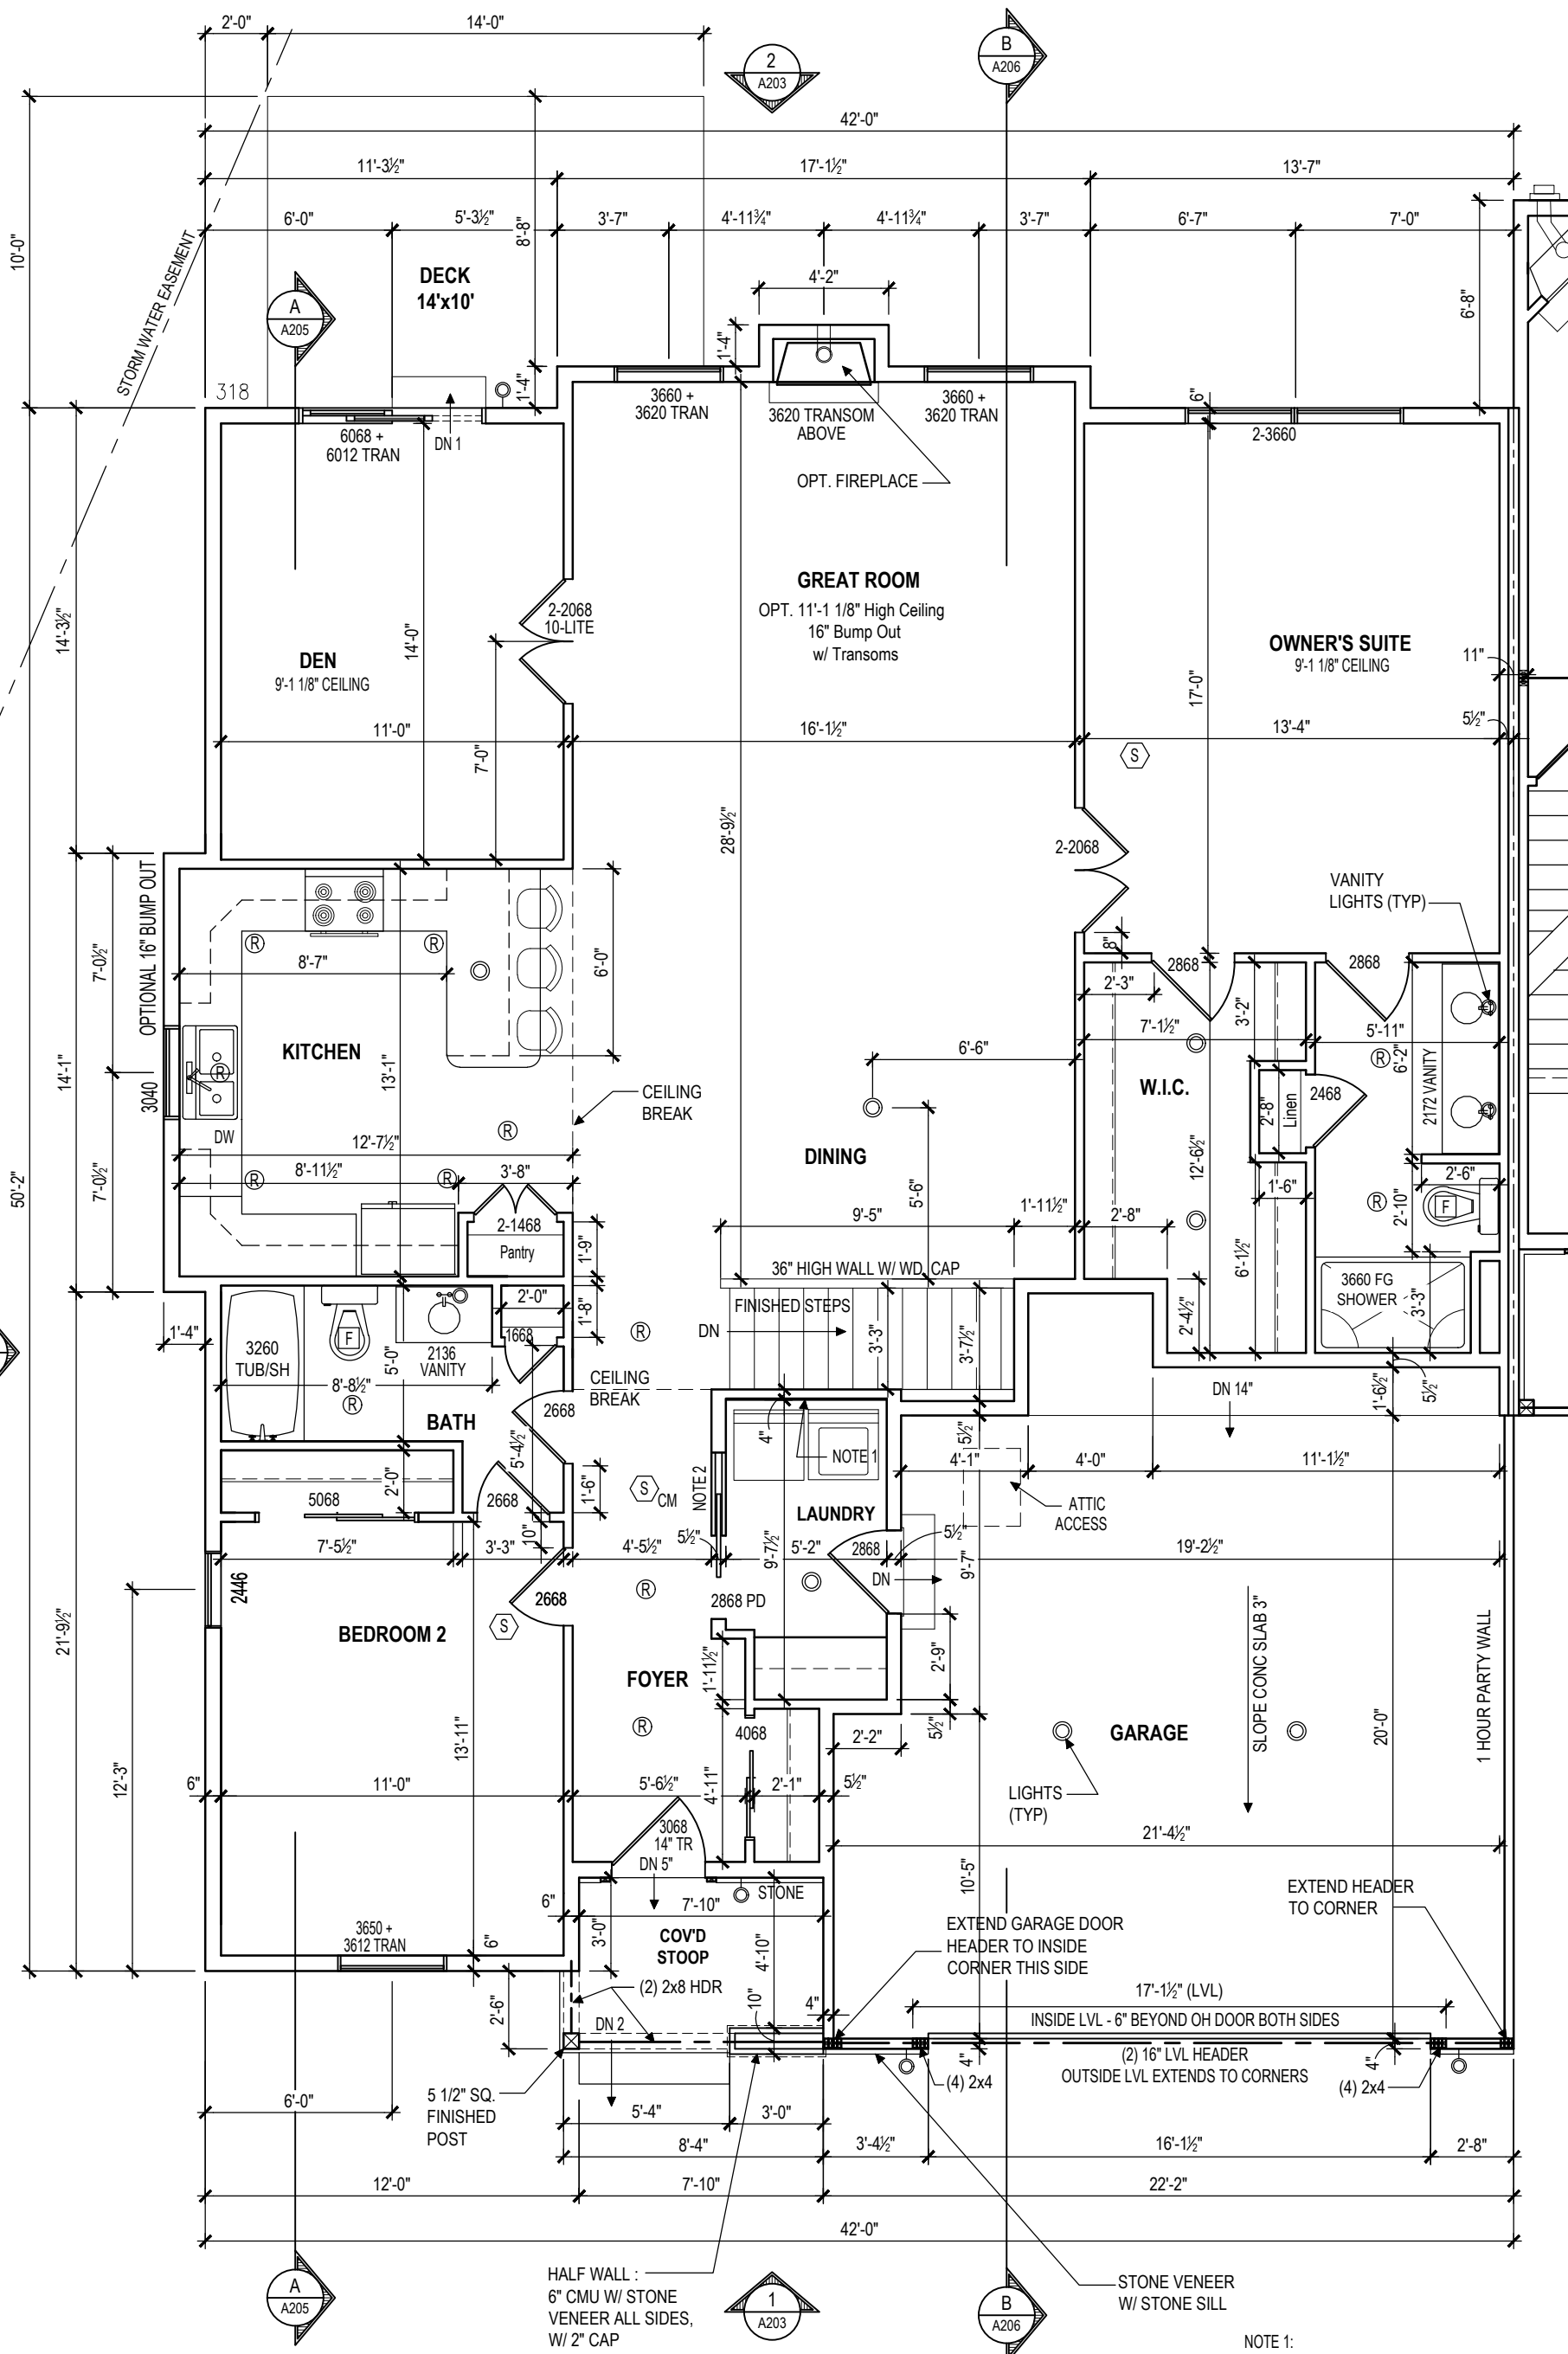 2'-0"
14'-0"
2
A203
B
A206
42'-0"
11'-3½"
17'-1½"
13'-7"
6'-0"
5'-3½"
8'-8"
3'-7"
4'-11¾"
4'-11¾"
3'-7"
6'-7"
7'-0"
10'-0"
STORM WATER EASEMENT
DECK
14'x10'
A
A205
4'-2"
6'-8"
1'-4"
1'-4"
318
6068 +
6012 TRAN
DN 1
3660 +
3620 TRAN
3620 TRANSOM
ABOVE
3660 +
3620 TRAN
6"
2-3660
OPT. FIREPLACE
GREAT ROOM
OPT. 11'-1 1/8" High Ceiling
16" Bump Out
w/ Transoms
2-2068
10-LITE
14'-3½"
14'-0"
DEN
9'-1 1/8" CEILING
OWNER'S SUITE
9'-1 1/8" CEILING
11"
17'-0"
11'-0"
7'-0"
16'-1½"
13'-4"
5½"
S
28'-9½"
2-2068
OPTIONAL 16" BUMP OUT
VANITY
LIGHTS (TYP)
7'-0½"
R
R
8'-7"
6'-0"
8"
2868
2868
2'-3"
3'-2"
7'-1½"
5'-11"
KITCHEN
13'-1"
6'-6"
R
R
6'-2"
14'-1"
3040
W.I.C.
2468
2'-8"
Linen
2172 VANITY
CEILING
BREAK
DW
R
12'-7½"
DINING
12'-6½"
8'-11½"
R
R
3'-8"
5'-6"
1'-6"
2'-6"
50'-2"
7'-0½"
2-1468
Pantry
1'-9"
9'-5"
1'-11½"
2'-8"
R
2'-10"
F
6'-1½"
36" HIGH WALL W/ WD. CAP
3660 FG
SHOWER
3'-3"
2'-0"
1'-8"
FINISHED STEPS
DN
3'-3"
3'-7½"
2'-4½"
1'-4"
3260
TUB/SH
F
5'-0"
2136
VANITY
1668
R
8'-8½"
R
CEILING
BREAK
DN 14"
1'-6½"
5½"
BATH
2668
4"
NOTE 1
5½"
4'-1"
4'-0"
11'-1½"
5'-4½"
2'-0"
5068
2668
1'-6"
S
CM
NOTE 2
LAUNDRY
ATTIC
ACCESS
10"
7'-5½"
3'-3"
4'-5½"
5½"
9'-7½"
5'-2"
2868
5½"
9'-7"
19'-2½"
DN
2446
2668
R
2868 PD
21'-9½"
BEDROOM 2
S
1'-11½"
2'-9"
SLOPE CONC SLAB 3"
1 HOUR PARTY WALL
FOYER
R
4068
2'-2"
5½"
GARAGE
20'-0"
13'-11"
12'-3"
6"
11'-0"
5'-6½"
4'-11"
2'-1"
5½"
LIGHTS
(TYP)
21'-4½"
3068
14" TR
DN 5"
STONE
10'-5"
EXTEND HEADER
TO CORNER
6"
7'-10"
3650 +
3612 TRAN
6"
3'-0"
COV'D
STOOP
4'-10"
EXTEND GARAGE DOOR
HEADER TO INSIDE
CORNER THIS SIDE
(2) 2x8 HDR
17'-1½" (LVL)
2'-6"
DN 2
10"
4"
INSIDE LVL - 6" BEYOND OH DOOR BOTH SIDES
4"
(2) 16" LVL HEADER
OUTSIDE LVL EXTENDS TO CORNERS
4"
(4) 2x4
(4) 2x4
6'-0"
5 1/2" SQ.
FINISHED
POST
5'-4"
3'-0"
8'-4"
3'-4½"
16'-1½"
2'-8"
12'-0"
7'-10"
22'-2"
42'-0"
HALF WALL :
6" CMU W/ STONE
VENEER ALL SIDES,
W/ 2" CAP
STONE VENEER
W/ STONE SILL
A
A205
1
A203
B
A206
NOTE 1: